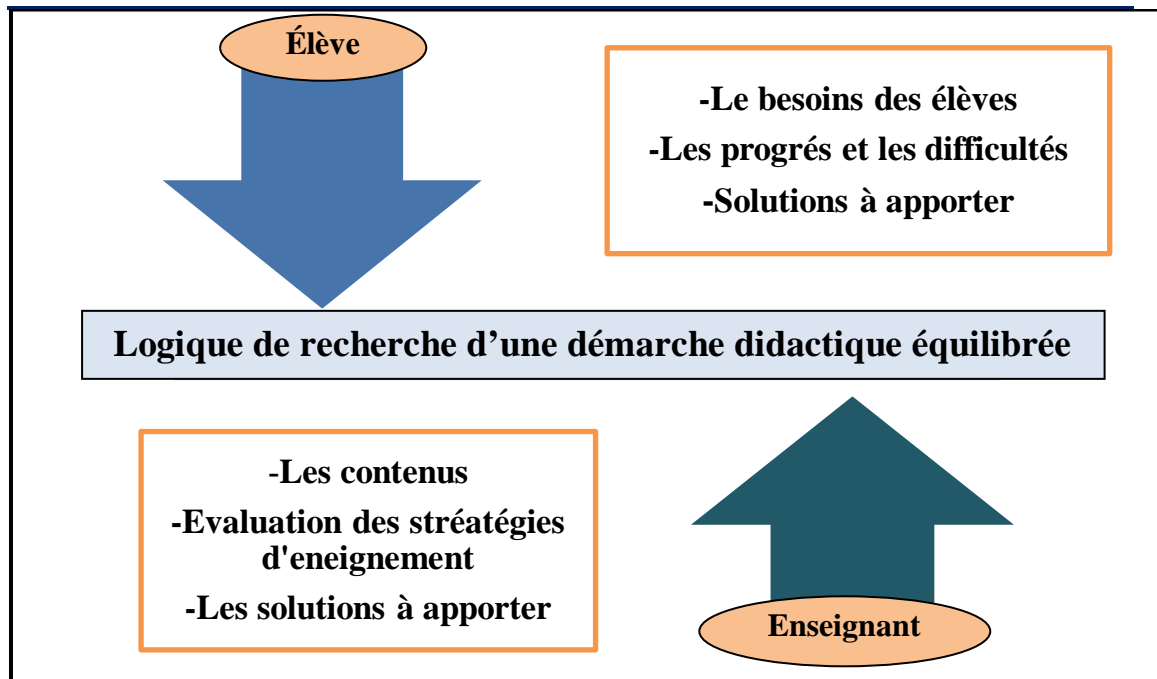 Élève
-Le besoins des élèves
-Les progrés et les difficultés
-Solutions à apporter
Logique de recherche d’une démarche didactique équilibrée
-Les contenus
-Evaluation des stréatégies
d'eneignement
-Les solutions à apporter
Enseignant